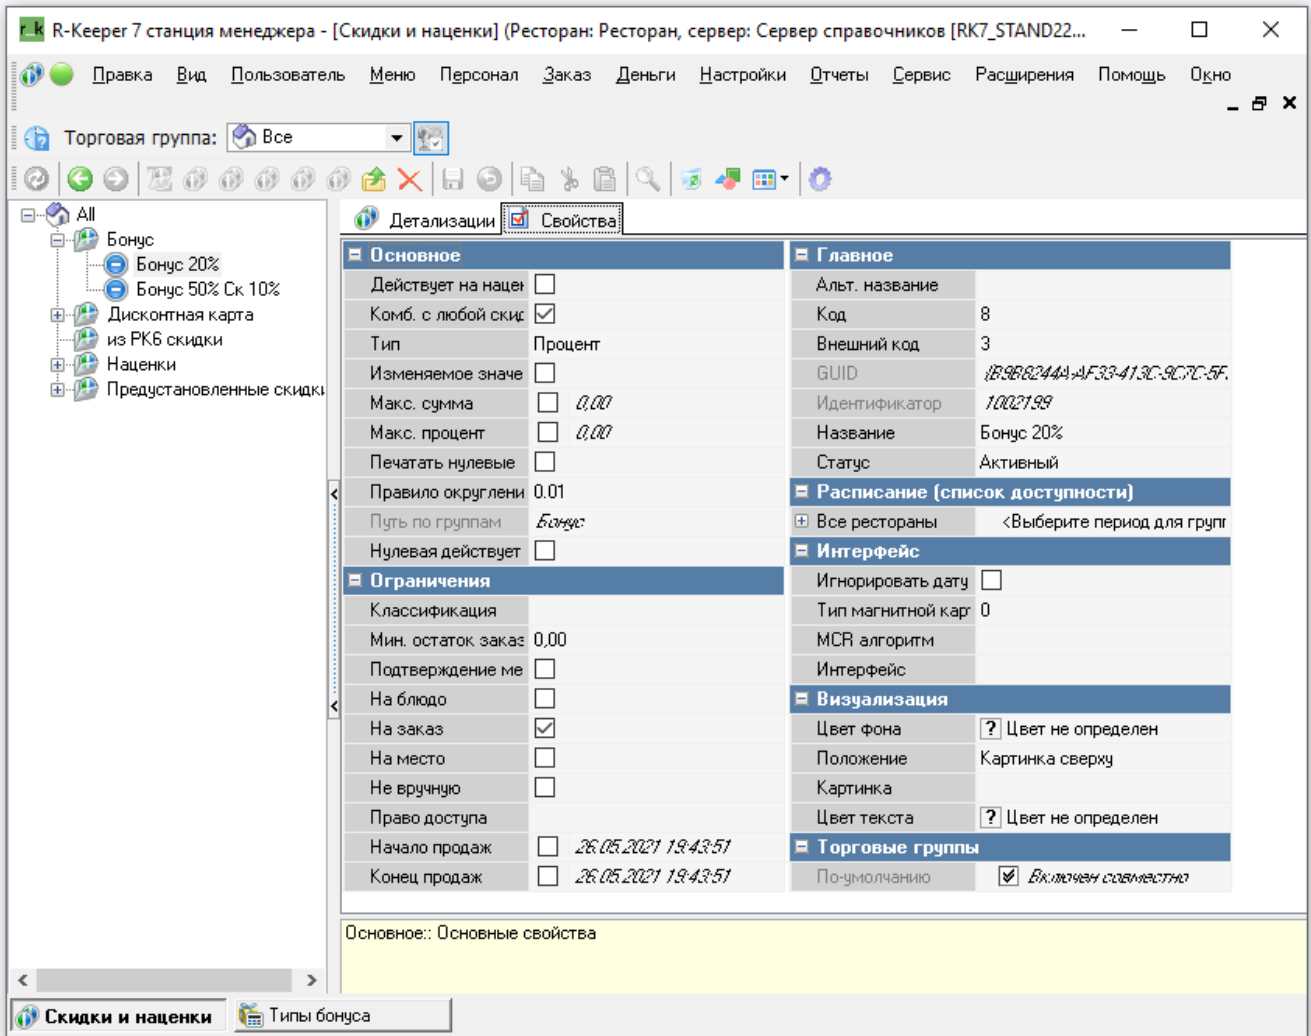 R-Keeper 7 станция менеджера - [Скидки и наценки] (Ресторан: Ресторан, сервер: Сервер справочников [RK7_STAND22...
Правка Вид Пользователь Меню Персонал Заказ Деньги Настройки Отчеты Сервис Расширения Помощь Окно
Торговая группа: Все
All
Бонус
Бонус 20%
Бонус 50% Ск 10%
Дисконтная карта
из РК6 скидки
Наценки
Предустановленные скидки
Детализации Свойства
Основное
Действует на нацен
Комб. с любой скид
Тип Процент
Изменяемое значе
Макс. сумма 0,00
Макс. процент 0,00
Печатать нулевые
Правило округлени 0.01
Путь по группам Бонус
Нулевая действует
Ограничения
Классификация
Мин. остаток заказ 0,00
Подтверждение ме
На блюдо
На заказ
На место
Не вручную
Право доступа
Начало продаж 26.05.2021 19:43:51
Конец продаж 26.05.2021 19:43:51
Главное
Альт. название
Код 8
Внешний код 3
GUID {B9B8244A-AF33-413C-9C7C-5F.
Идентификатор 1002199
Название Бонус 20%
Статус Активный
Расписание (список доступности)
Все рестораны <Выберите период для групп
Интерфейс
Игнорировать дату
Тип магнитной кар 0
MCR алгоритм
Интерфейс
Визуализация
Цвет фона ? Цвет не определен
Положение Картинка сверху
Картинка
Цвет текста ? Цвет не определен
Торговые группы
По-умолчанию Включен совместно
Основное:: Основные свойства
Скидки и наценки Типы бонуса